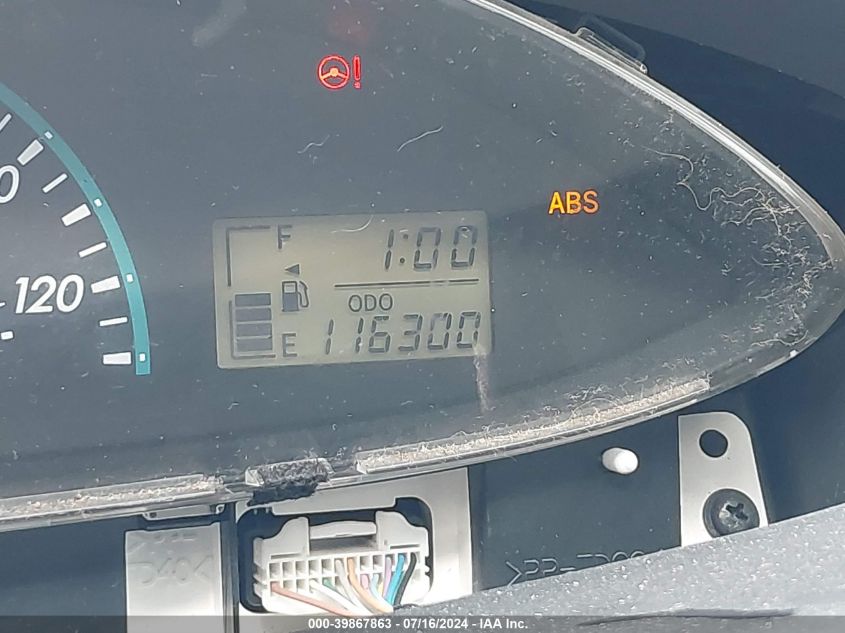 ABS
120
F 1:00
ODO
E 116300
000-39867863 - 07/16/2024 - IAA Inc.